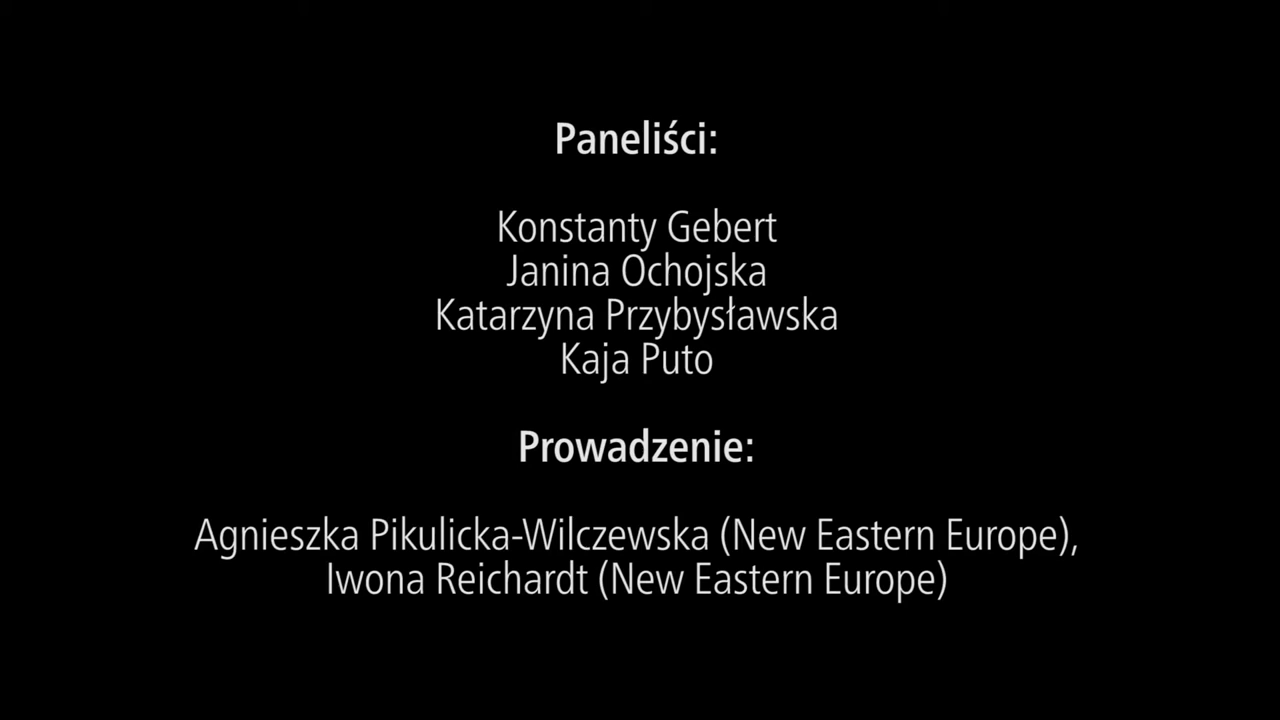 Paneliści:
Konstanty Gebert
Janina Ochojska
Katarzyna Przybysławska
Kaja Puto
Prowadzenie:
Agnieszka Pikulicka-Wilczewska (New Eastern Europe),
Iwona Reichardt (New Eastern Europe)